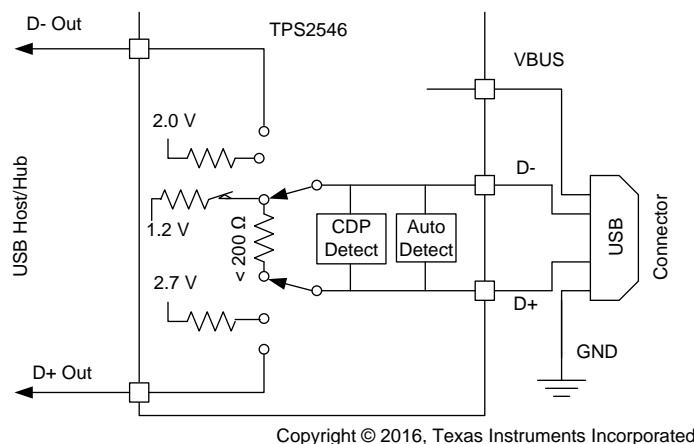 D- Out
TPS2546
VBUS
2.0 V
D-
1.2 V
< 200 Ω
CDP
Detect
Auto
Detect
USB Host/Hub
USB
Connector
2.7 V
D+
GND
D+ Out
Copyright © 2016, Texas Instruments Incorporated